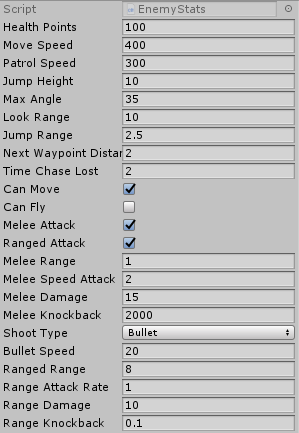 Script EnemyStats
Health Points 100
Move Speed 400
Patrol Speed 300
Jump Height 10
Max Angle 35
Look Range 10
Jump Range 2.5
Next Waypoint Distan 2
Time Chase Lost 2
Can Move
Can Fly
Melee Attack
Ranged Attack
Melee Range 1
Melee Speed Attack 2
Melee Damage 15
Melee Knockback 2000
Shoot Type Bullet
Bullet Speed 20
Ranged Range 8
Range Attack Rate 1
Range Damage 10
Range Knockback 0.1